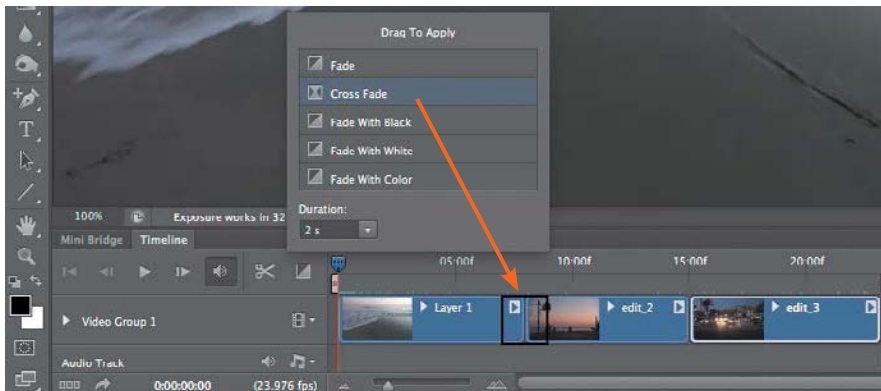 Drag To Apply
Fade
Cross Fade
Fade With Black
Fade With White
Fade With Color
Duration:
2 s
100%
Exposure works in 32
Mini Bridge
Timeline
05:00f
10:00f
15:00f
20:00f
Video Group 1
Layer 1
edit_2
edit_3
Audio Track
0:00:00:00
(23.976 fps)